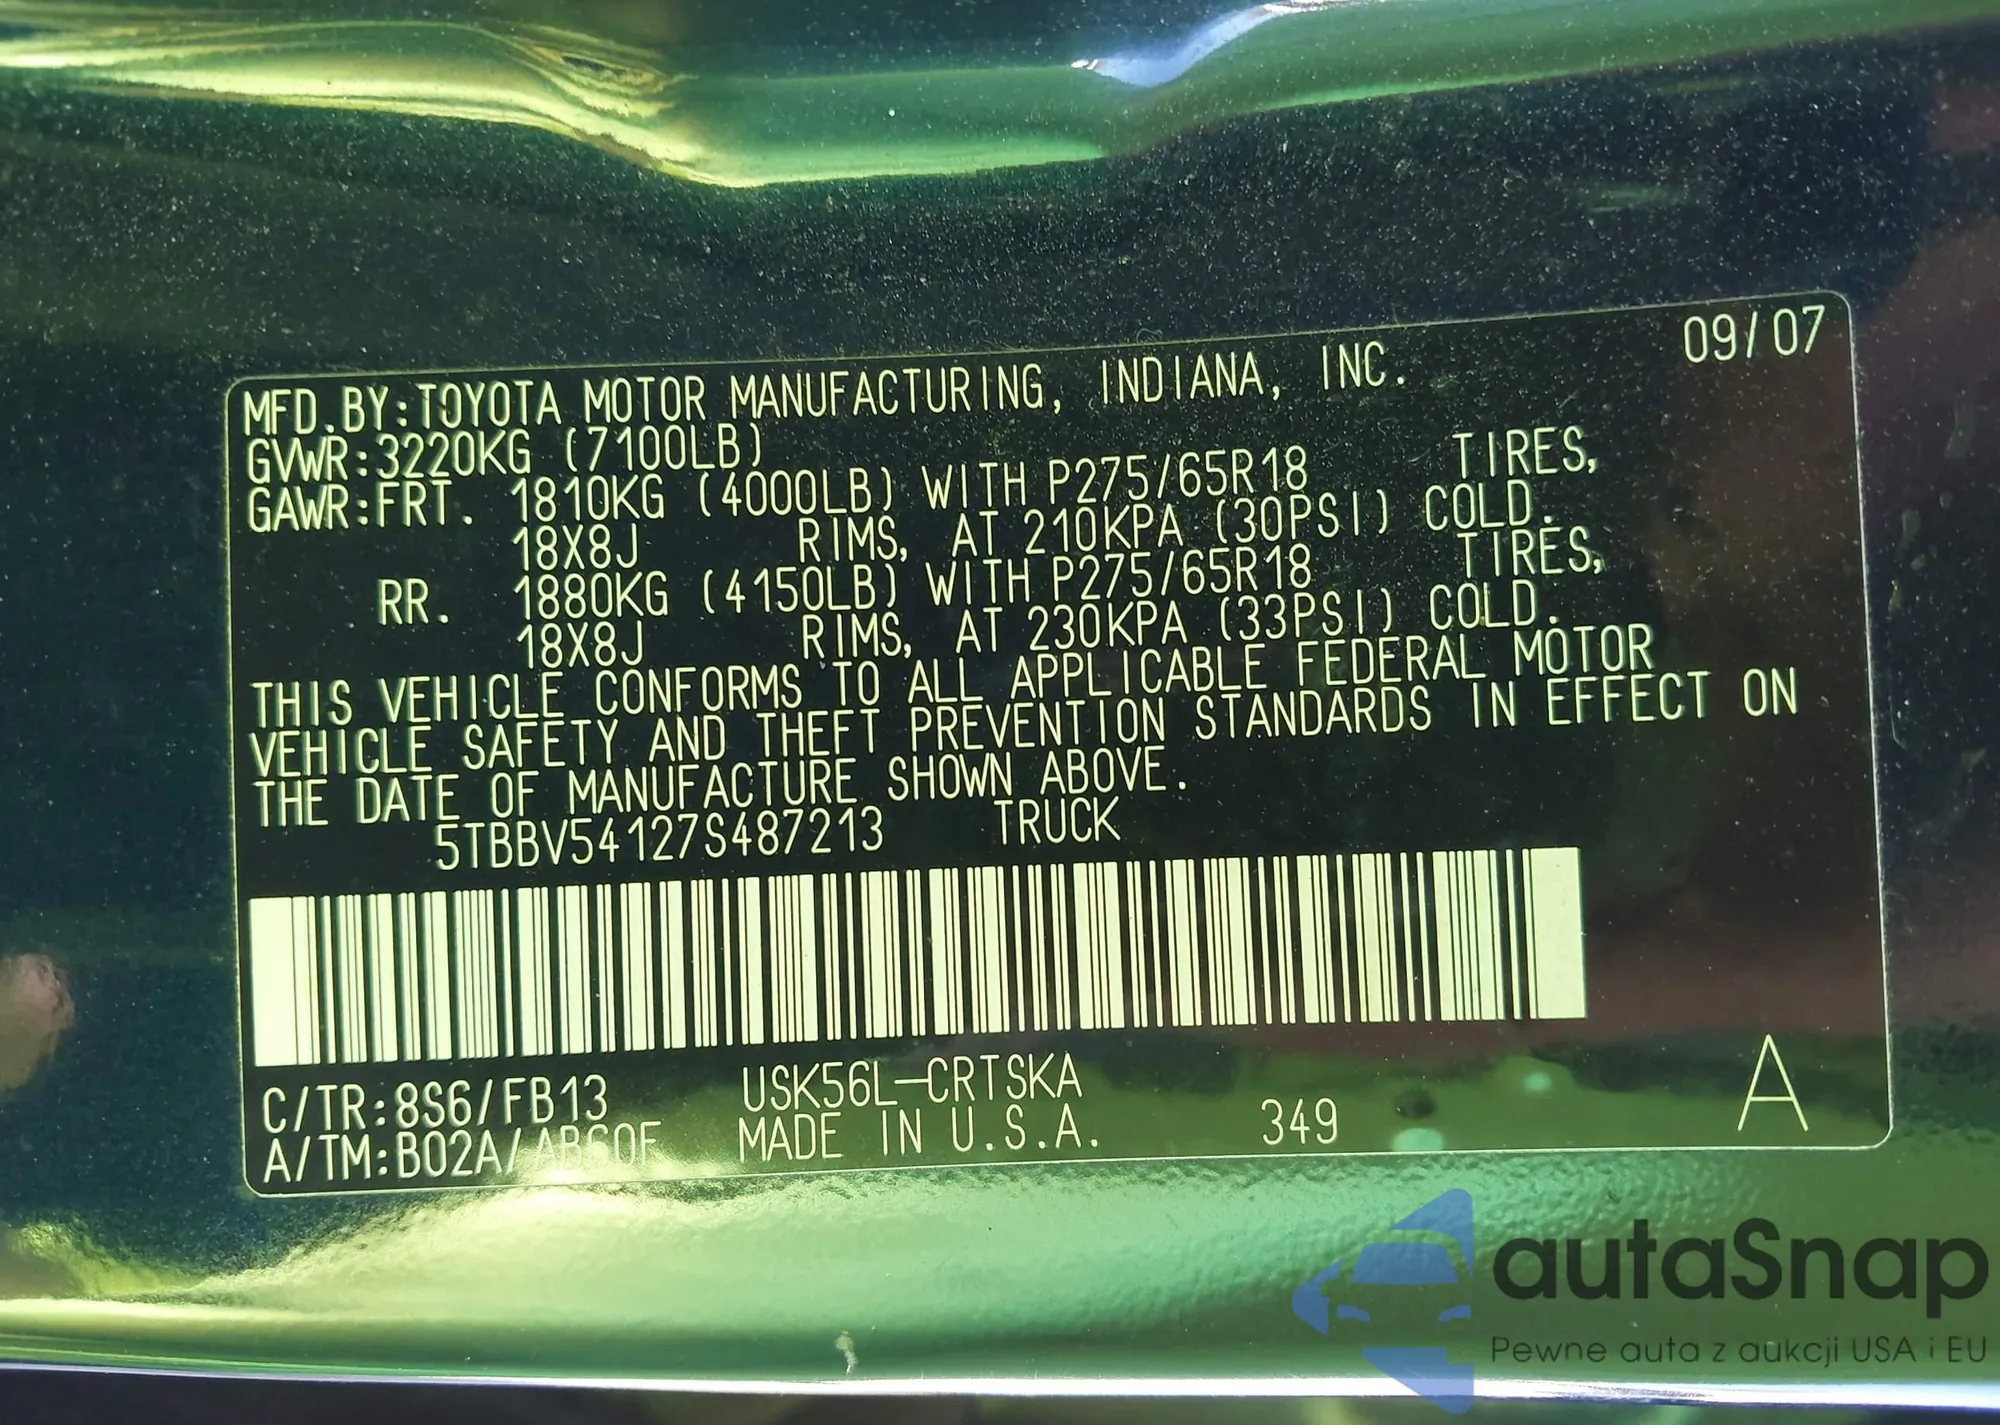 09/07
MFD.BY:TOYOTA MOTOR MANUFACTURING, INDIANA, INC.
GVWR:3220KG (7100LB)
GAWR:FRT. 1810KG (4000LB) WITH P275/65R18 TIRES,
18X8J RIMS, AT 210KPA (30PSI) COLD.
RR. 1880KG (4150LB) WITH P275/65R18 TIRES,
18X8J RIMS, AT 230KPA (33PSI) COLD.
THIS VEHICLE CONFORMS TO ALL APPLICABLE FEDERAL MOTOR
VEHICLE SAFETY AND THEFT PREVENTION STANDARDS IN EFFECT ON
THE DATE OF MANUFACTURE SHOWN ABOVE.
5TBBV54127S487213 TRUCK
C/TR:8S6/FB13 USK56L-CRTSKA
A/TM:B02A/AB60F MADE IN U.S.A. 349 A
autaSnap
Pewne auta z aukcji USA i EU